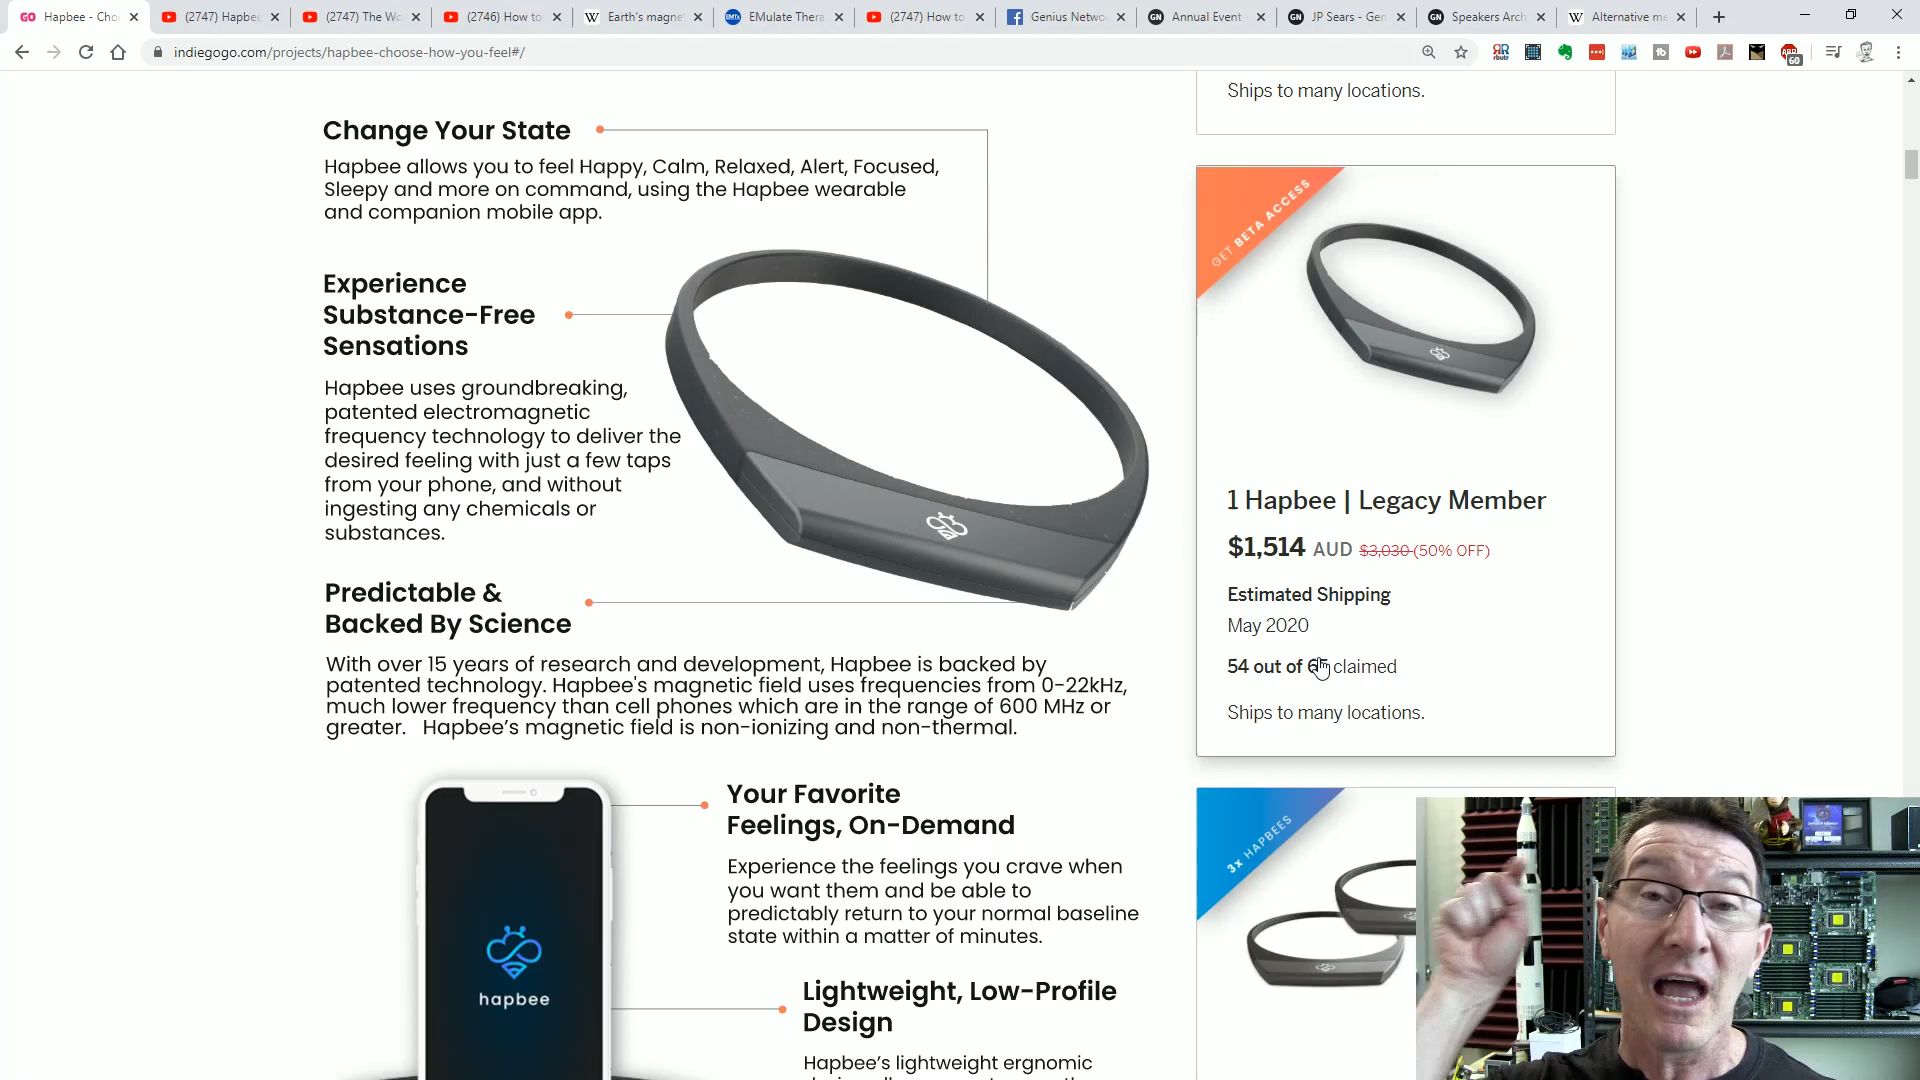 Hapbee - Cho
(2747) Hapbee
(2747) The Wo
(2746) How to
Earth's magne
EMulate Thera
(2747) How to
Genius Netwo
Annual Event
JP Sears - Gen
Speakers Arch
Alternative me
indiegogo.com/projects/hapbee-choose-how-you-feel#/
Ships to many locations.
Change Your State
Hapbee allows you to feel Happy, Calm, Relaxed, Alert, Focused,
Sleepy and more on command, using the Hapbee wearable
and companion mobile app.
Experience
Substance-Free
Sensations
Hapbee uses groundbreaking,
patented electromagnetic
frequency technology to deliver the
desired feeling with just a few taps
from your phone, and without
ingesting any chemicals or
substances.
Predictable &
Backed By Science
With over 15 years of research and development, Hapbee is backed by
patented technology. Hapbee's magnetic field uses frequencies from 0-22kHz,
much lower frequency than cell phones which are in the range of 600 MHz or
greater. Hapbee's magnetic field is non-ionizing and non-thermal.
GET BETA ACCESS
1 Hapbee | Legacy Member
$1,514 AUD $3,030 (50% OFF)
Estimated Shipping
May 2020
54 out of claimed
Ships to many locations.
hapbee
Your Favorite
Feelings, On-Demand
Experience the feelings you crave when
you want them and be able to
predictably return to your normal baseline
state within a matter of minutes.
Lightweight, Low-Profile
Design
Hapbee's lightweight ergnomic
3x HAPBEES